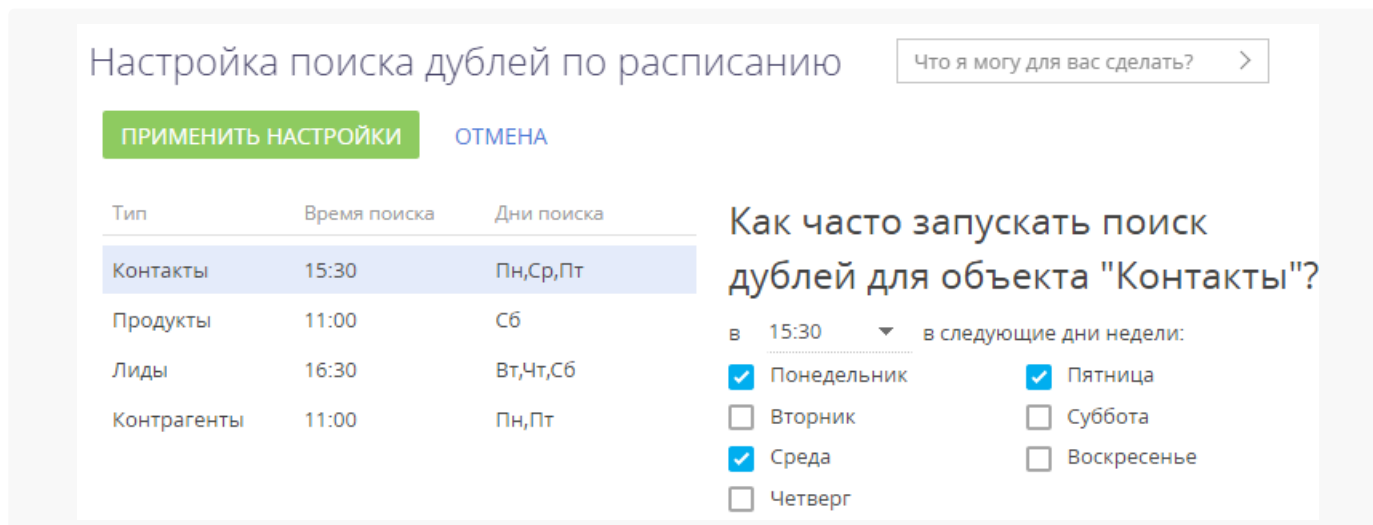 Настройка поиска дублей по расписанию
Что я могу для вас сделать?
ПРИМЕНИТЬ НАСТРОЙКИ ОТМЕНА
Тип Время поиска Дни поиска
Контакты 15:30 Пн,Ср,Пт
Продукты 11:00 Сб
Лиды 16:30 Вт,Чт,Сб
Контрагенты 11:00 Пн,Пт
Как часто запускать поиск
дублей для объекта "Контакты"?
в 15:30 в следующие дни недели:
Понедельник Пятница
Вторник Суббота
Среда Воскресенье
Четверг